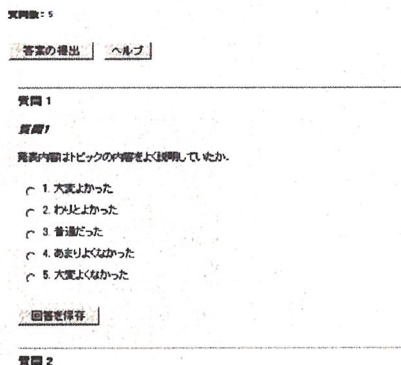 質問数: 5
答案の提出 ヘルプ
質問 1
質問1
発表内容はトピックの内容をよく説明していたか.
1. 大変よかった
2. わりとよかった
3. 普通だった
4. あまりよくなかった
5. 大変よくなかった
回答を保存
質問 2